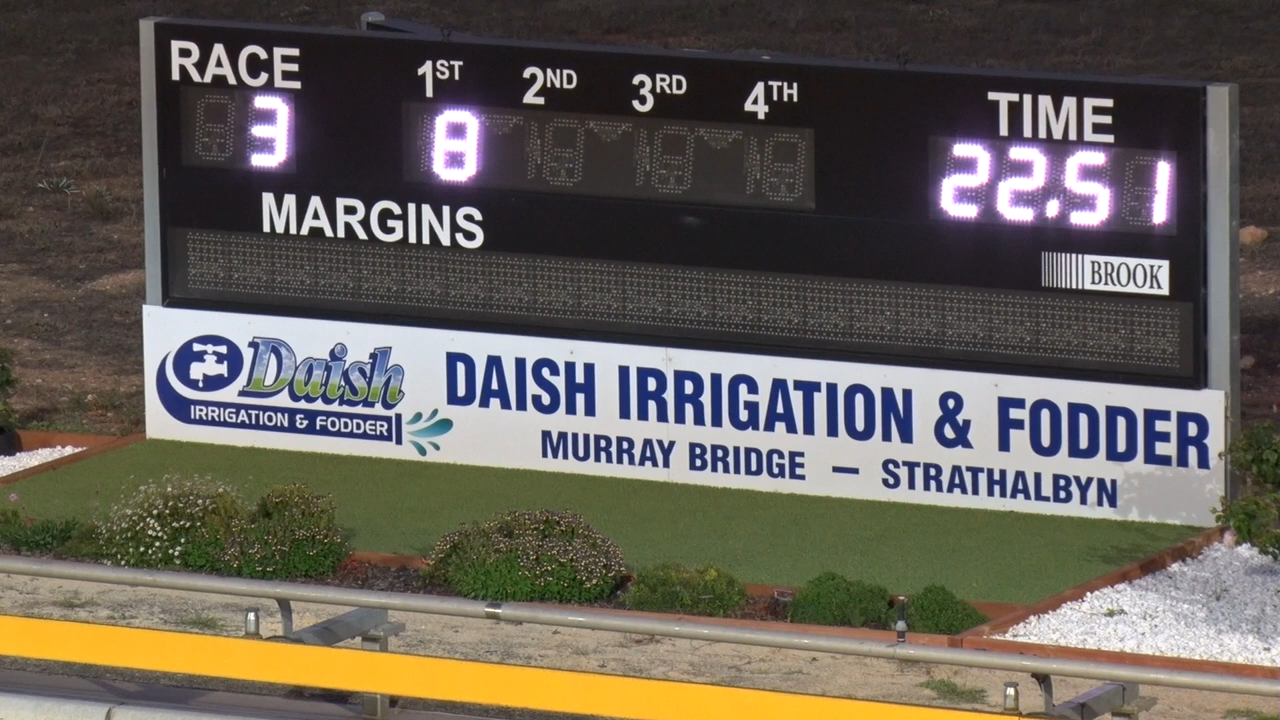 RACE 1ST 2ND 3RD 4TH TIME
3 8 22.51
MARGINS
BROOK
Daish
IRRIGATION & FODDER
DAISH IRRIGATION & FODDER
MURRAY BRIDGE – STRATHALBYN